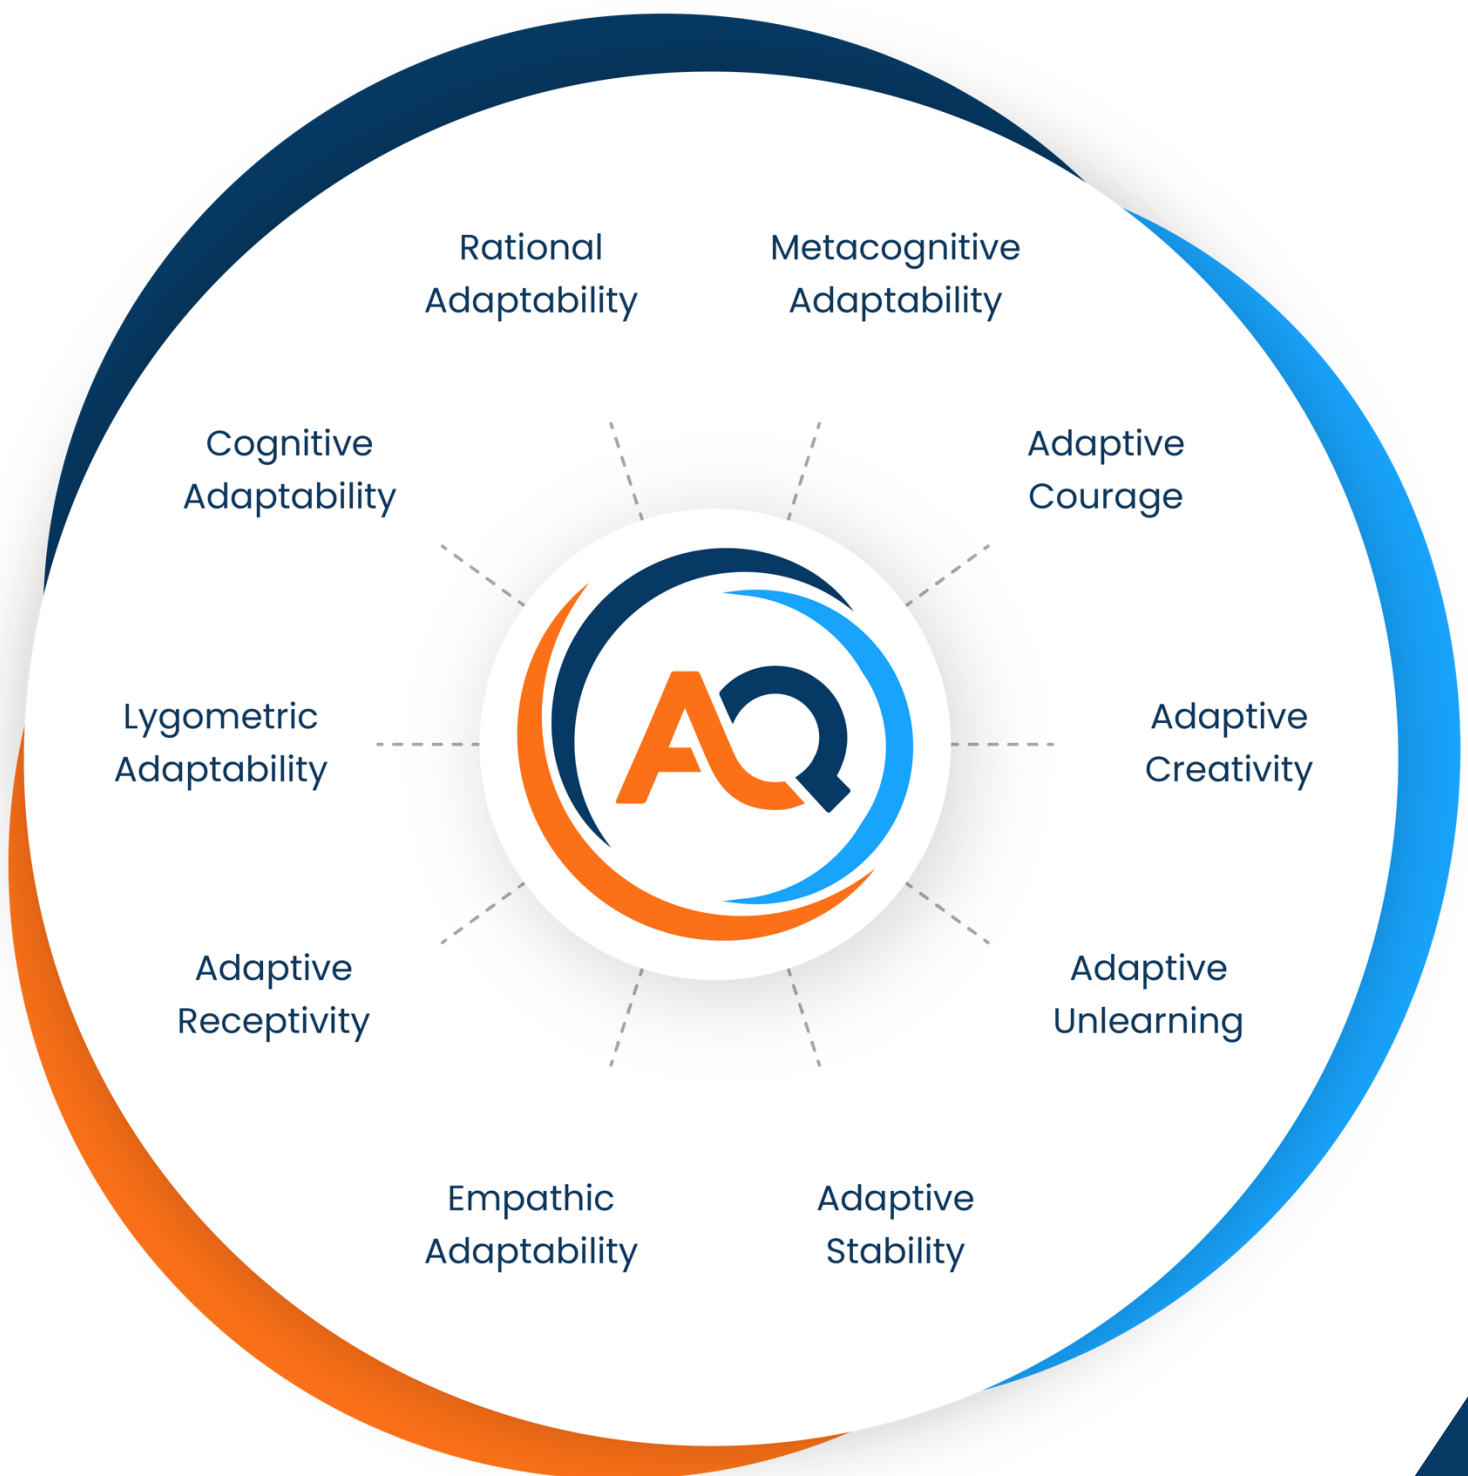 Rational
Adaptability
Metacognitive
Adaptability
Cognitive
Adaptability
Adaptive
Courage
Lygometric
Adaptability
AQ
Adaptive
Creativity
Adaptive
Receptivity
Adaptive
Unlearning
Empathic
Adaptability
Adaptive
Stability